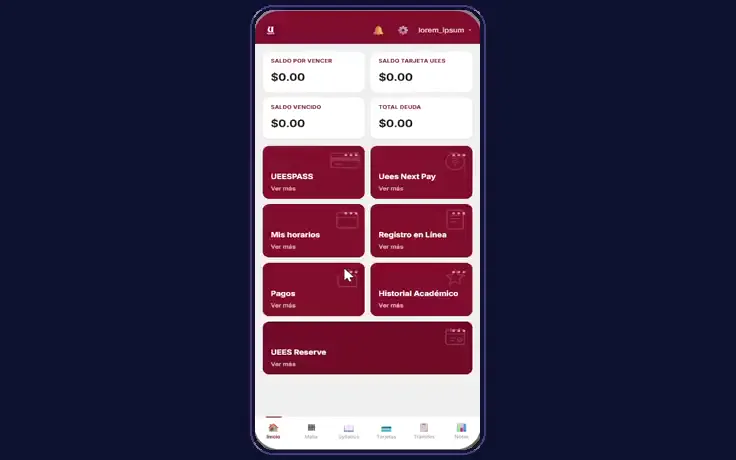 lorem_ipsum
SALDO POR VENCER
$0.00
SALDO TARJETA UEES
$0.00
SALDO VENCIDO
$0.00
TOTAL DEUDA
$0.00
UEESPASS
Ver más
Uees Next Pay
Ver más
Mis horarios
Ver más
Registro en Línea
Ver más
Pagos
Ver más
Historial Académico
Ver más
UEES Reserve
Ver más
Inicio
Malla
Syllabus
Tarjetas
Trámites
Notas